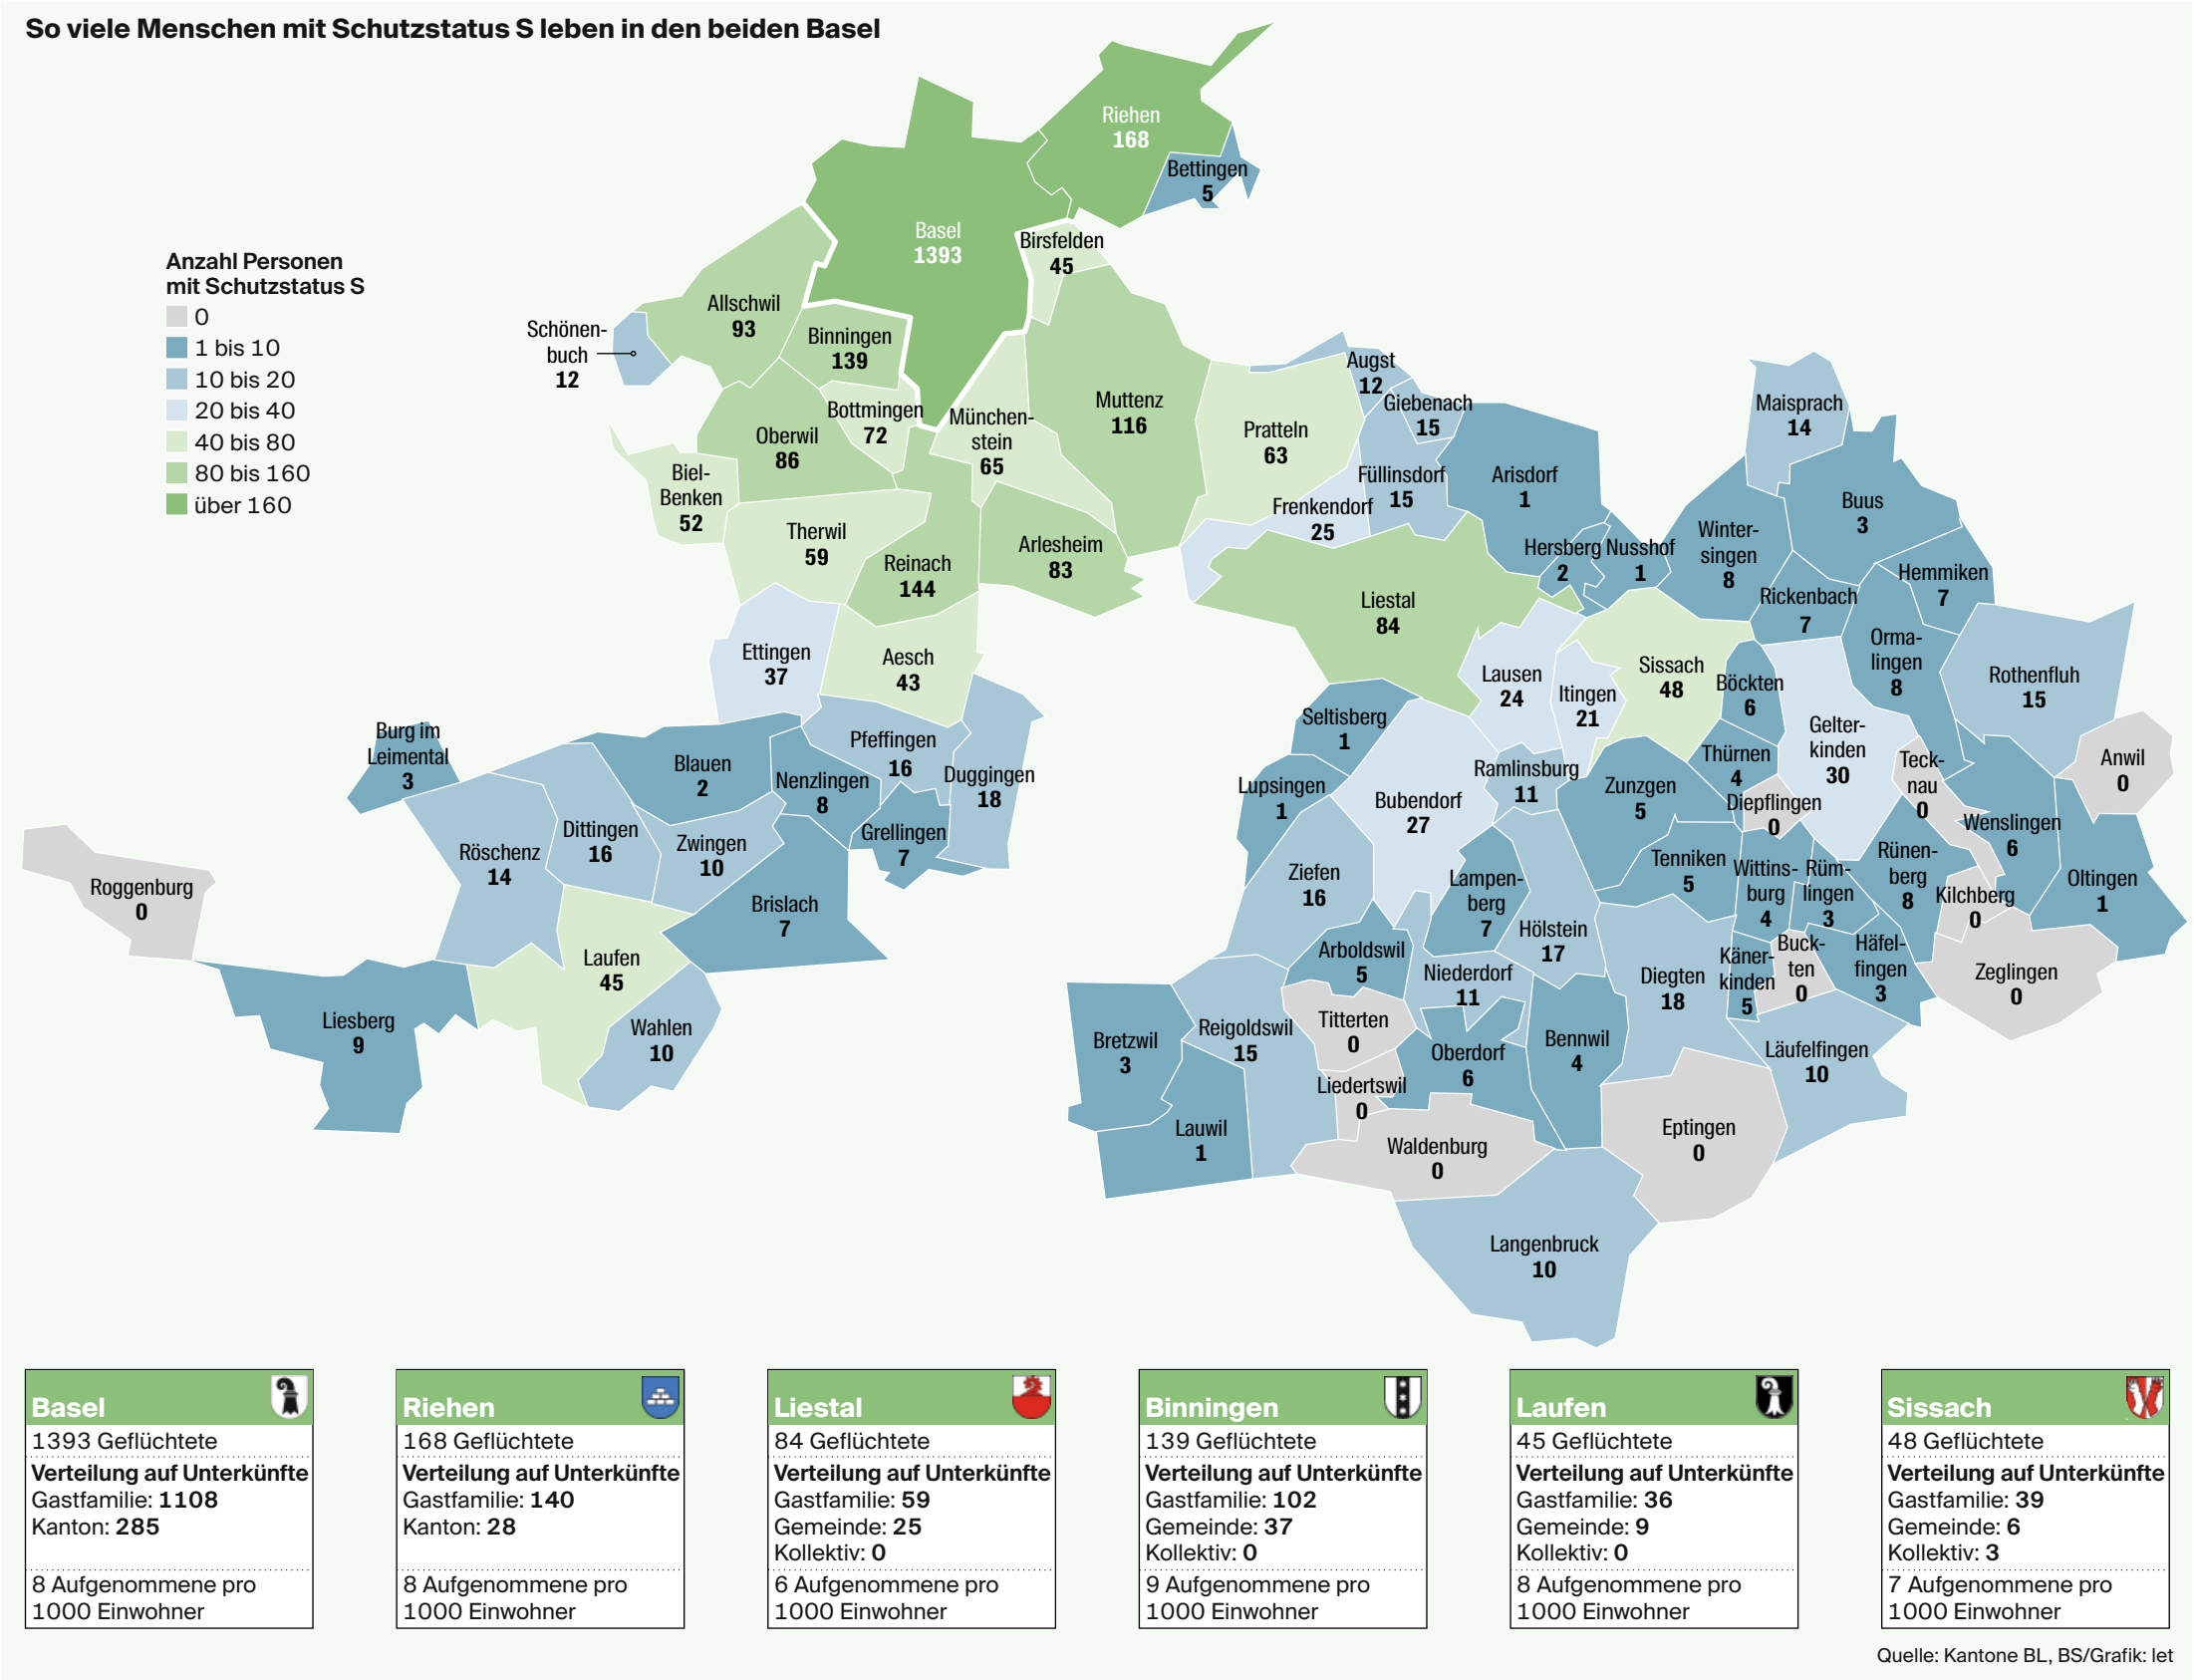 So viele Menschen mit Schutzstatus S leben in den beiden Basel
Anzahl Personen
mit Schutzstatus S
0
1 bis 10
10 bis 20
20 bis 40
40 bis 80
80 bis 160
über 160
Riehen
168
Bettingen
5
Basel
1393
Birsfelden
45
Allschwil
93
Schönen-
buch
12
Binningen
139
Bottmingen
72
Oberwil
86
München-
stein
65
Muttenz
116
Biel-
Benken
52
Therwil
59
Reinach
144
Arlesheim
83
Ettingen
37
Aesch
43
Pratteln
63
Augst
12
Giebenach
15
Füllinsdorf
15
Frenkendorf
25
Arisdorf
1
Hersberg
2
Nusshof
1
Liestal
84
Maisprach
14
Buus
3
Winter-
singen
8
Hemmiken
7
Rickenbach
7
Orma-
lingen
8
Rothenfluh
15
Lausen
24
Itingen
21
Sissach
48
Böckten
6
Gelter-
kinden
30
Thürnen
4
Diepflingen
0
Teck-
nau
0
Anwil
0
Wenslingen
6
Oltingen
1
Rünen-
berg
8
Kilchberg
0
Zeglingen
0
Seltisberg
1
Lupsingen
1
Bubendorf
27
Ramlinsburg
11
Zunzgen
5
Tenniken
5
Wittins-
burg
4
Rüm-
lingen
3
Häfel-
fingen
3
Buck-
ten
0
Käner-
kinden
5
Läufelfingen
10
Ziefen
16
Lampen-
berg
7
Hölstein
17
Diegten
18
Arboldswil
5
Niederdorf
11
Titterten
0
Reigoldswil
15
Bretzwil
3
Lauwil
1
Liedertswil
0
Oberdorf
6
Bennwil
4
Waldenburg
0
Eptingen
0
Langenbruck
10
Burg im
Leimental
3
Blauen
2
Nenzlingen
8
Pfeffingen
16
Duggingen
18
Grellingen
7
Dittingen
16
Zwingen
10
Röschenz
14
Brislach
7
Roggenburg
0
Laufen
45
Wahlen
10
Liesberg
9
Basel
1393 Geflüchtete
Verteilung auf Unterkünfte
Gastfamilie: 1108
Kanton: 285
8 Aufgenommene pro
1000 Einwohner
Riehen
168 Geflüchtete
Verteilung auf Unterkünfte
Gastfamilie: 140
Kanton: 28
8 Aufgenommene pro
1000 Einwohner
Liestal
84 Geflüchtete
Verteilung auf Unterkünfte
Gastfamilie: 59
Gemeinde: 25
Kollektiv: 0
6 Aufgenommene pro
1000 Einwohner
Binningen
139 Geflüchtete
Verteilung auf Unterkünfte
Gastfamilie: 102
Gemeinde: 37
Kollektiv: 0
9 Aufgenommene pro
1000 Einwohner
Laufen
45 Geflüchtete
Verteilung auf Unterkünfte
Gastfamilie: 36
Gemeinde: 9
Kollektiv: 0
8 Aufgenommene pro
1000 Einwohner
Sissach
48 Geflüchtete
Verteilung auf Unterkünfte
Gastfamilie: 39
Gemeinde: 6
Kollektiv: 3
7 Aufgenommene pro
1000 Einwohner
Quelle: Kantone BL, BS/Grafik: let